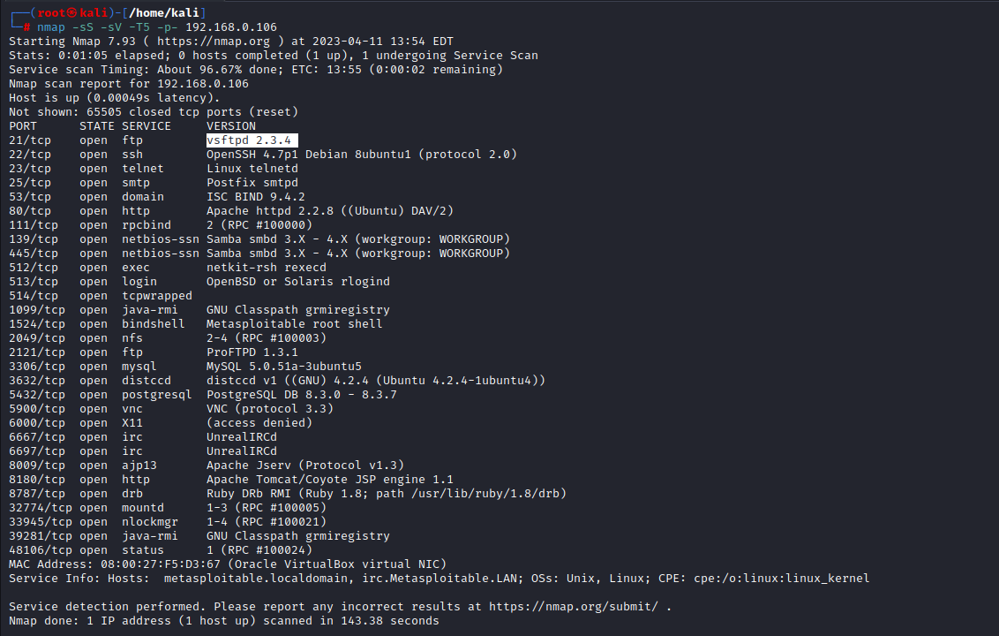 ┌──(root㉿kali)-[/home/kali]
└─# nmap -sS -sV -T5 -p- 192.168.0.106
Starting Nmap 7.93 ( https://nmap.org ) at 2023-04-11 13:54 EDT
Stats: 0:01:05 elapsed; 0 hosts completed (1 up), 1 undergoing Service Scan
Service scan Timing: About 96.67% done; ETC: 13:55 (0:00:02 remaining)
Nmap scan report for 192.168.0.106
Host is up (0.00049s latency).
Not shown: 65505 closed tcp ports (reset)
PORT      STATE SERVICE     VERSION
21/tcp    open  ftp         vsftpd 2.3.4
22/tcp    open  ssh         OpenSSH 4.7p1 Debian 8ubuntu1 (protocol 2.0)
23/tcp    open  telnet      Linux telnetd
25/tcp    open  smtp        Postfix smtpd
53/tcp    open  domain      ISC BIND 9.4.2
80/tcp    open  http        Apache httpd 2.2.8 ((Ubuntu) DAV/2)
111/tcp   open  rpcbind     2 (RPC #100000)
139/tcp   open  netbios-ssn Samba smbd 3.X - 4.X (workgroup: WORKGROUP)
445/tcp   open  netbios-ssn Samba smbd 3.X - 4.X (workgroup: WORKGROUP)
512/tcp   open  exec        netkit-rsh rexecd
513/tcp   open  login       OpenBSD or Solaris rlogind
514/tcp   open  tcpwrapped
1099/tcp  open  java-rmi    GNU Classpath grmiregistry
1524/tcp  open  bindshell   Metasploitable root shell
2049/tcp  open  nfs         2-4 (RPC #100003)
2121/tcp  open  ftp         ProFTPD 1.3.1
3306/tcp  open  mysql       MySQL 5.0.51a-3ubuntu5
3632/tcp  open  distccd     distccd v1 ((GNU) 4.2.4 (Ubuntu 4.2.4-1ubuntu4))
5432/tcp  open  postgresql  PostgreSQL DB 8.3.0 - 8.3.7
5900/tcp  open  vnc         VNC (protocol 3.3)
6000/tcp  open  X11         (access denied)
6667/tcp  open  irc         UnrealIRCd
6697/tcp  open  irc         UnrealIRCd
8009/tcp  open  ajp13       Apache Jserv (Protocol v1.3)
8180/tcp  open  http        Apache Tomcat/Coyote JSP engine 1.1
8787/tcp  open  drb         Ruby DRb RMI (Ruby 1.8; path /usr/lib/ruby/1.8/drb)
32774/tcp open  mountd      1-3 (RPC #100005)
33945/tcp open  nlockmgr    1-4 (RPC #100021)
39281/tcp open  java-rmi    GNU Classpath grmiregistry
48106/tcp open  status      1 (RPC #100024)
MAC Address: 08:00:27:F5:D3:67 (Oracle VirtualBox virtual NIC)
Service Info: Hosts:  metasploitable.localdomain, irc.Metasploitable.LAN; OSs: Unix, Linux; CPE: cpe:/o:linux:linux_kernel
Service detection performed. Please report any incorrect results at https://nmap.org/submit/ .
Nmap done: 1 IP address (1 host up) scanned in 143.38 seconds